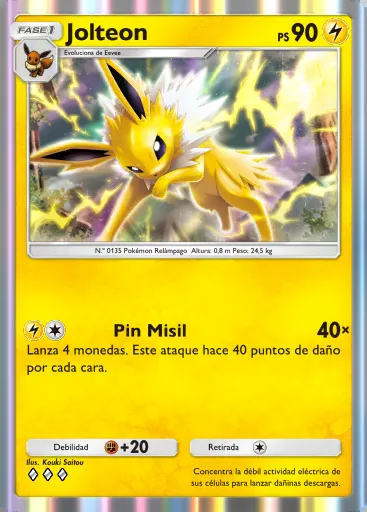 FASE 1
Jolteon
PS 90
Evoluciona de Eevee
N.º 0135 Pokémon Relámpago Altura: 0,8 m Peso: 24,5 kg
Pin Misil 40×
Lanza 4 monedas. Este ataque hace 40 puntos de daño
por cada cara.
Debilidad +20 Retirada
Ilus. Kouki Saitou
Concentra la débil actividad eléctrica de
sus células para lanzar dañinas descargas.